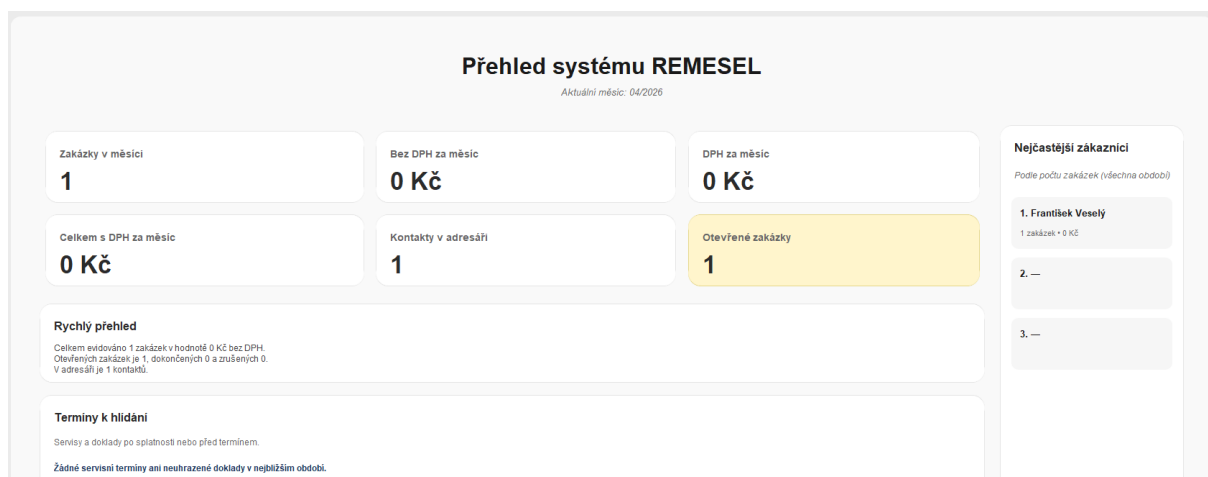 Přehled systému REMESEL
Aktuální měsíc: 04/2026
Zakázky v měsíci
1
Bez DPH za měsíc
0 Kč
DPH za měsíc
0 Kč
Celkem s DPH za měsíc
0 Kč
Kontakty v adresáři
1
Otevřené zakázky
1
Rychlý přehled
Celkem evidováno 1 zakázek v hodnotě 0 Kč bez DPH.
Otevřených zakázek je 1, dokončených 0 a zrušených 0.
V adresáři je 1 kontaktů.
Termíny k hlídání
Servisy a doklady po splatnosti nebo před termínem.
Žádné servisní termíny ani neuhrazené doklady v nejbližším období.
Nejčastější zákazníci
Podle počtu zakázek (všechna období)
1. František Veselý
1 zakázek • 0 Kč
2. —
3. —